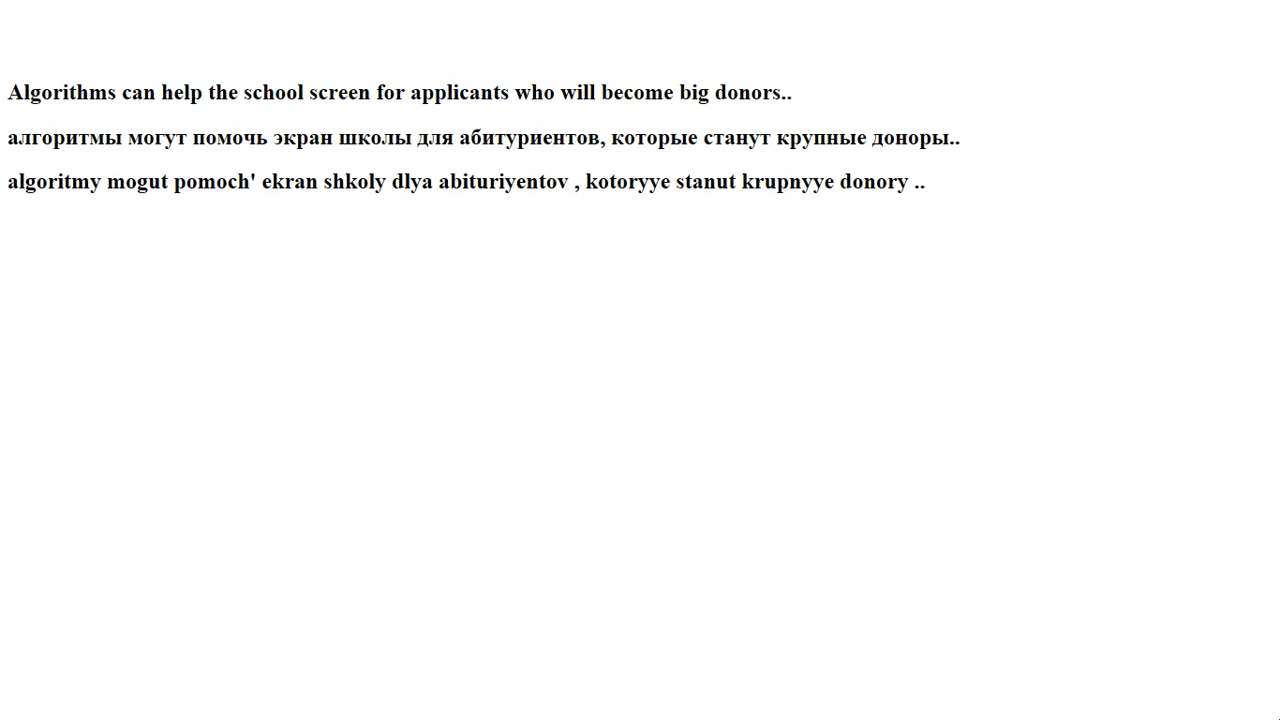 Algorithms can help the school screen for applicants who will become big donors..
алгоритмы могут помочь экран школы для абитуриентов, которые станут крупные доноры..
algoritmy mogut pomoch' ekran shkoly dlya abituriyentov , kotoryye stanut krupnyye donory ..